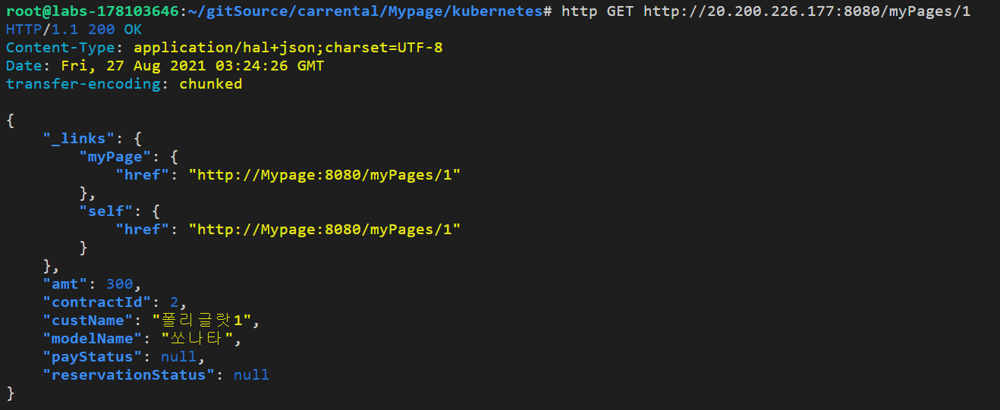 root@labs-178103646:~/gitSource/carrental/Mypage/kubernetes# http GET http://20.200.226.177:8080/myPages/1
HTTP/1.1 200 OK
Content-Type: application/hal+json;charset=UTF-8
Date: Fri, 27 Aug 2021 03:24:26 GMT
transfer-encoding: chunked

{
    "_links": {
        "myPage": {
            "href": "http://Mypage:8080/myPages/1"
        },
        "self": {
            "href": "http://Mypage:8080/myPages/1"
        }
    },
    "amt": 300,
    "contractId": 2,
    "custName": "폴리글랏1",
    "modelName": "쏘나타",
    "payStatus": null,
    "reservationStatus": null
}